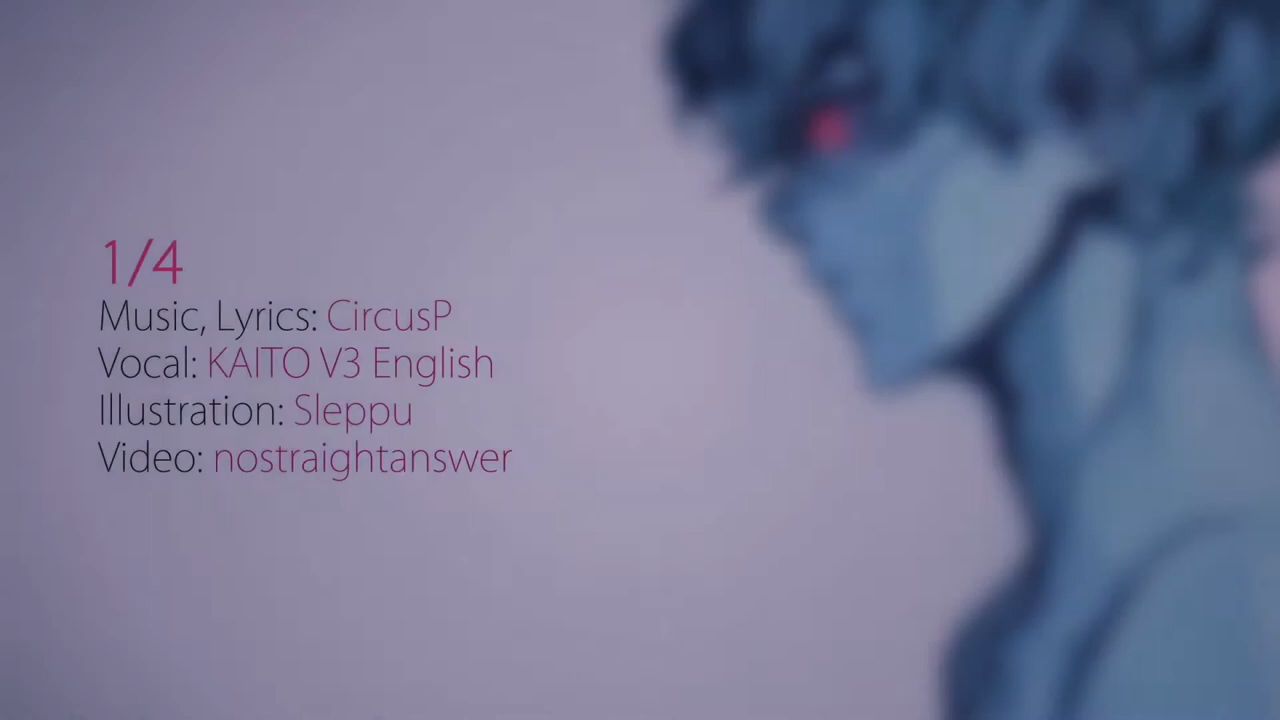 1/4
Music, Lyrics: CircusP
Vocal: KAITO V3 English
Illustration: Sleppu
Video: nostraightanswer